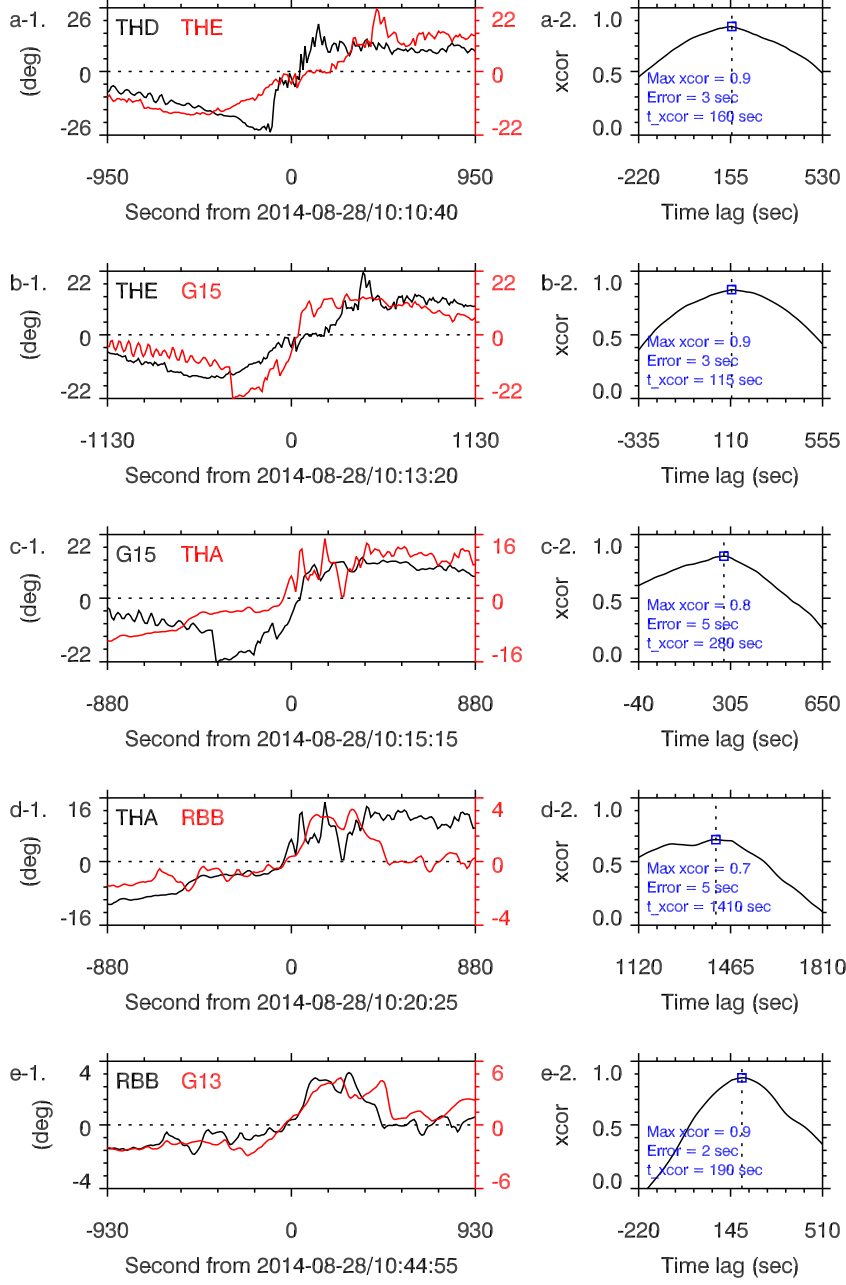 a-1.
THD THE
(deg)
26
0
-26
22
0
-22
-950 0 950
Second from 2014-08-28/10:10:40
a-2.
xcor
1.0
0.5
0.0
Max xcor = 0.9
Error = 3 sec
t_xcor = 160 sec
-220 155 530
Time lag (sec)
b-1.
THE G15
(deg)
22
0
-22
22
0
-22
-1130 0 1130
Second from 2014-08-28/10:13:20
b-2.
xcor
1.0
0.5
0.0
Max xcor = 0.9
Error = 3 sec
t_xcor = 115 sec
-335 110 555
Time lag (sec)
c-1.
G15 THA
(deg)
22
0
-22
16
0
-16
-880 0 880
Second from 2014-08-28/10:15:15
c-2.
xcor
1.0
0.5
0.0
Max xcor = 0.8
Error = 5 sec
t_xcor = 280 sec
-40 305 650
Time lag (sec)
d-1.
THA RBB
(deg)
16
0
-16
4
0
-4
-880 0 880
Second from 2014-08-28/10:20:25
d-2.
xcor
1.0
0.5
0.0
Max xcor = 0.7
Error = 5 sec
t_xcor = 1410 sec
1120 1465 1810
Time lag (sec)
e-1.
RBB G13
(deg)
4
0
-4
6
0
-6
-930 0 930
Second from 2014-08-28/10:44:55
e-2.
xcor
1.0
0.5
0.0
Max xcor = 0.9
Error = 2 sec
t_xcor = 190 sec
-220 145 510
Time lag (sec)